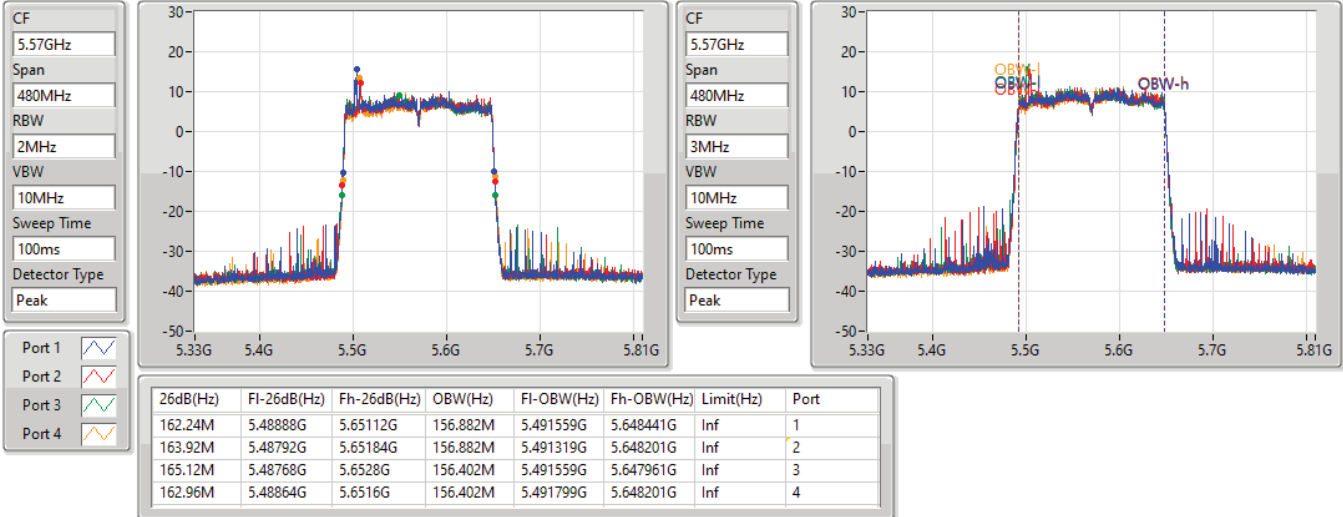 CF
5.57GHz
Span
480MHz
RBW
2MHz
VBW
10MHz
Sweep Time
100ms
Detector Type
Peak
30
20
10
0
-10
-20
-30
-40
-50
5.33G 5.4G 5.5G 5.6G 5.7G 5.81G
CF
5.57GHz
Span
480MHz
RBW
3MHz
VBW
10MHz
Sweep Time
100ms
Detector Type
Peak
30
20
10
0
-10
-20
-30
-40
-50
OBW-l
OBW-l
OBW-h
5.33G 5.4G 5.5G 5.6G 5.7G 5.81G
Port 1
Port 2
Port 3
Port 4
26dB(Hz) Fl-26dB(Hz) Fh-26dB(Hz) OBW(Hz) Fl-OBW(Hz) Fh-OBW(Hz) Limit(Hz) Port
162.24M 5.48888G 5.65112G 156.882M 5.491559G 5.648441G Inf 1
163.92M 5.48792G 5.65184G 156.882M 5.491319G 5.648201G Inf 2
165.12M 5.48768G 5.6528G 156.402M 5.491559G 5.647961G Inf 3
162.96M 5.48864G 5.6516G 156.402M 5.491799G 5.648201G Inf 4